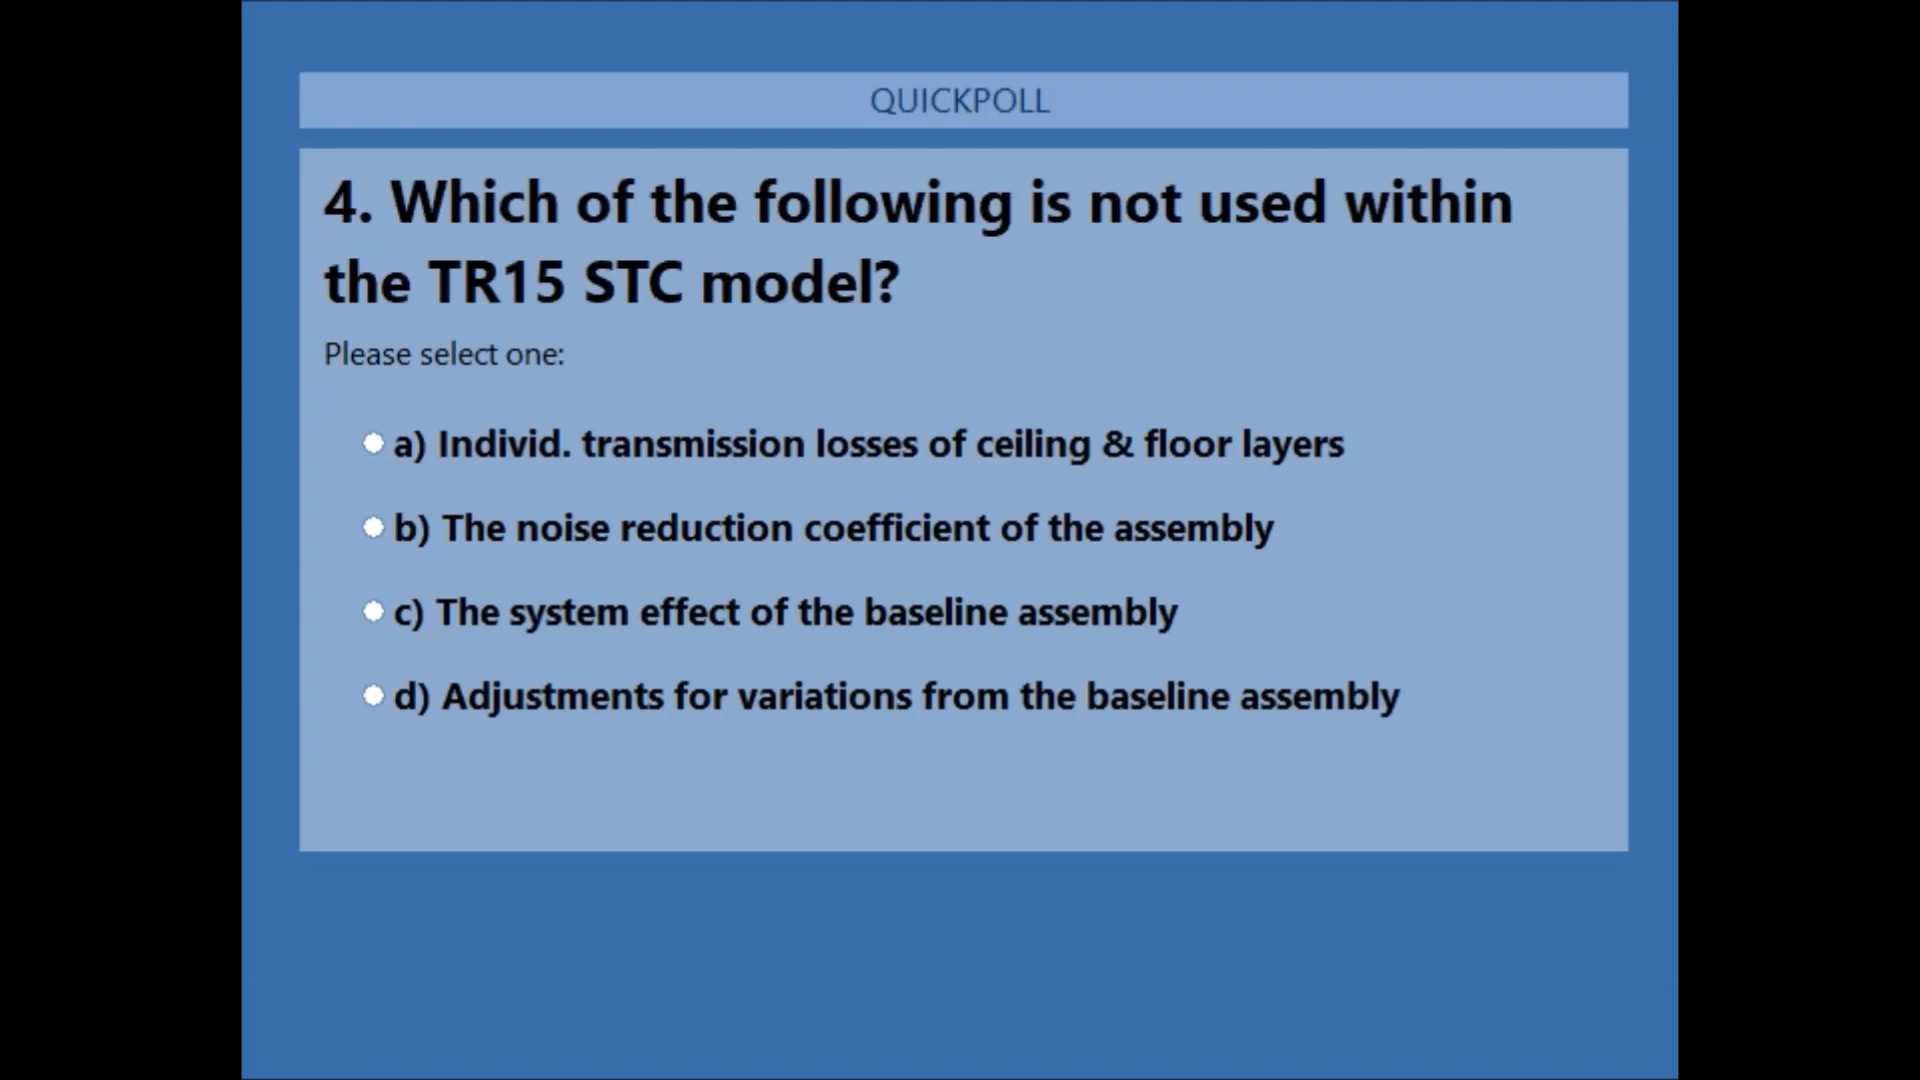 QUICKPOLL
4. Which of the following is not used within
the TR15 STC model?
Please select one:
a) Individ. transmission losses of ceiling & floor layers
b) The noise reduction coefficient of the assembly
c) The system effect of the baseline assembly
d) Adjustments for variations from the baseline assembly